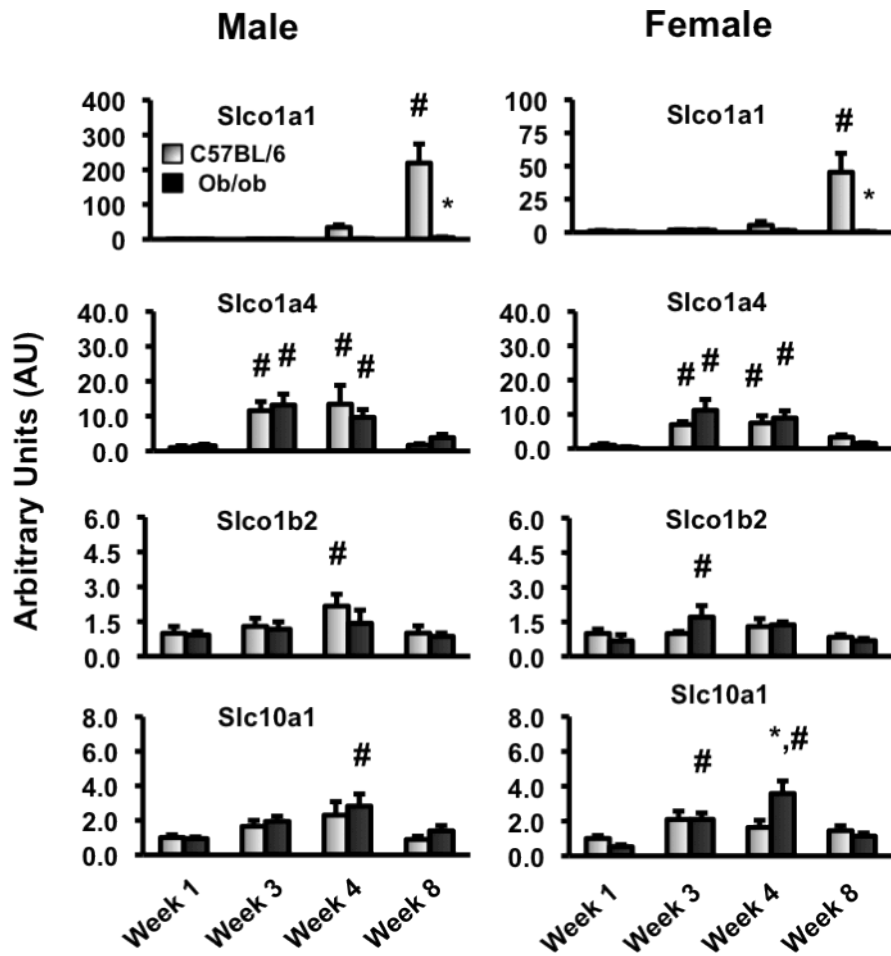 Male
Female
Slco1a1
400
300
200
100
0
C57BL/6
Ob/ob
#
*
Slco1a1
100
75
50
25
0
#
*
Arbitrary Units (AU)
Slco1a4
40.0
30.0
20.0
10.0
0.0
# # # #
Slco1a4
40.0
30.0
20.0
10.0
0.0
# # # #
Slco1b2
6.0
4.5
3.0
1.5
0.0
#
Slco1b2
6.0
4.5
3.0
1.5
0.0
#
Slc10a1
8.0
6.0
4.0
2.0
0.0
#
Slc10a1
8.0
6.0
4.0
2.0
0.0
#
*,#
Week 1
Week 3
Week 4
Week 8
Week 1
Week 3
Week 4
Week 8